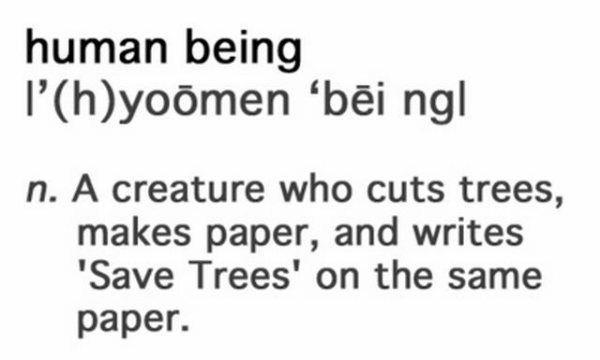 human being
l’(h)yoōmen ‘bēi ngl
n. A creature who cuts trees,
makes paper, and writes
'Save Trees' on the same
paper.